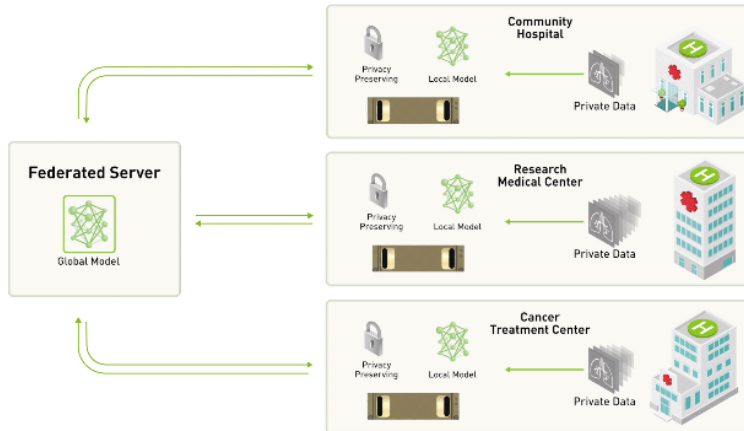 Community
Hospital
Privacy
Preserving
Local Model
Private Data
H
Federated Server
Global Model
Research
Medical Center
Privacy
Preserving
Local Model
Private Data
H
Cancer
Treatment Center
Privacy
Preserving
Local Model
Private Data
H